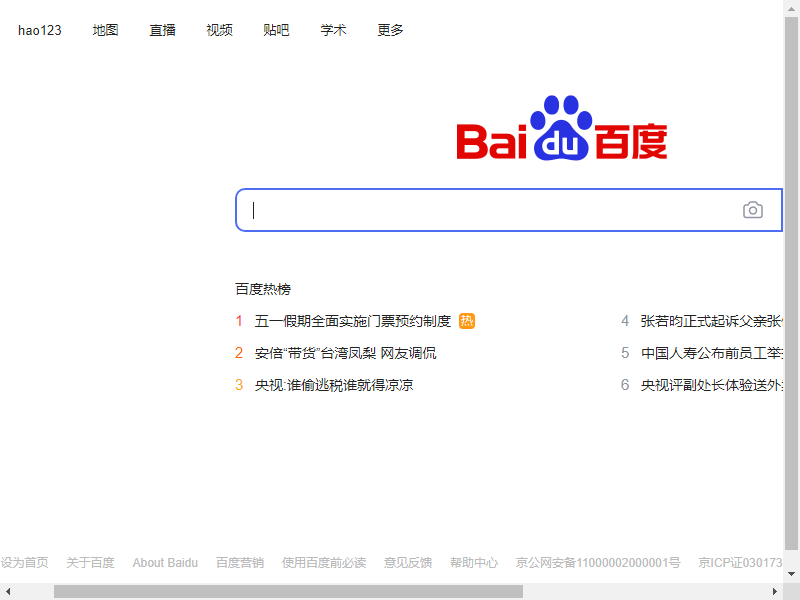 hao123 地图 直播 视频 贴吧 学术 更多
Bai du 百度
百度热榜
1 五一假期全面实施门票预约制度 热
4 张若昀正式起诉父亲张
2 安倍“带货”台湾凤梨 网友调侃
5 中国人寿公布前员工举
3 央视:谁偷逃税谁就得凉凉
6 央视评副处长体验送外
设为首页 关于百度 About Baidu 百度营销 使用百度前必读 意见反馈 帮助中心 京公网安备11000002000001号 京ICP证030173